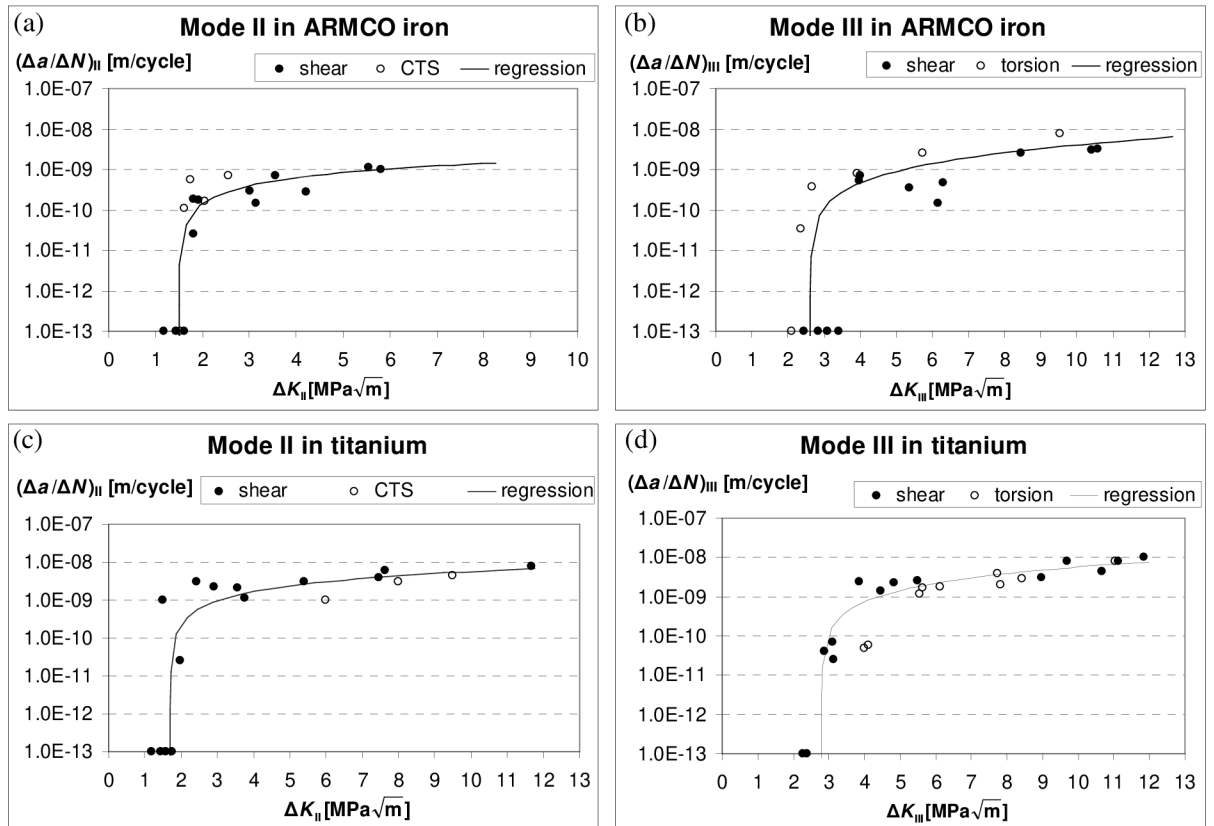 (a)
Mode II in ARMCO iron
(Δa/ΔN)II [m/cycle]
shear CTS regression
1.0E-07
1.0E-08
1.0E-09
1.0E-10
1.0E-11
1.0E-12
1.0E-13
0 1 2 3 4 5 6 7 8 9 10
ΔKII [MPa√m]
(b)
Mode III in ARMCO iron
(Δa/ΔN)III [m/cycle]
shear torsion regression
1.0E-07
1.0E-08
1.0E-09
1.0E-10
1.0E-11
1.0E-12
1.0E-13
0 1 2 3 4 5 6 7 8 9 10 11 12 13
ΔKIII [MPa√m]
(c)
Mode II in titanium
(Δa/ΔN)II [m/cycle]
shear CTS regression
1.0E-07
1.0E-08
1.0E-09
1.0E-10
1.0E-11
1.0E-12
1.0E-13
0 1 2 3 4 5 6 7 8 9 10 11 12 13
ΔKII [MPa√m]
(d)
Mode III in titanium
(Δa/ΔN)III [m/cycle]
shear torsion regression
1.0E-07
1.0E-08
1.0E-09
1.0E-10
1.0E-11
1.0E-12
1.0E-13
0 1 2 3 4 5 6 7 8 9 10 11 12 13
ΔKIII [MPa√m]